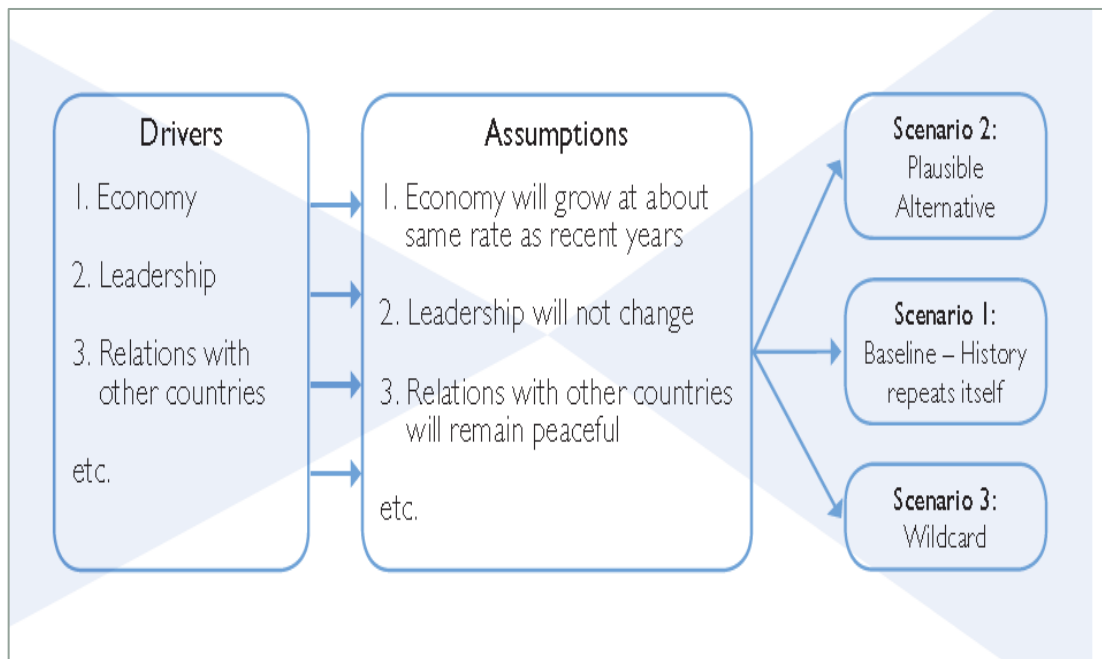 Drivers
1. Economy
2. Leadership
3. Relations with
other countries
etc.
Assumptions
1. Economy will grow at about
same rate as recent years
2. Leadership will not change
3. Relations with other countries
will remain peaceful
etc.
Scenario 2:
Plausible
Alternative
Scenario 1:
Baseline – History
repeats itself
Scenario 3:
Wildcard